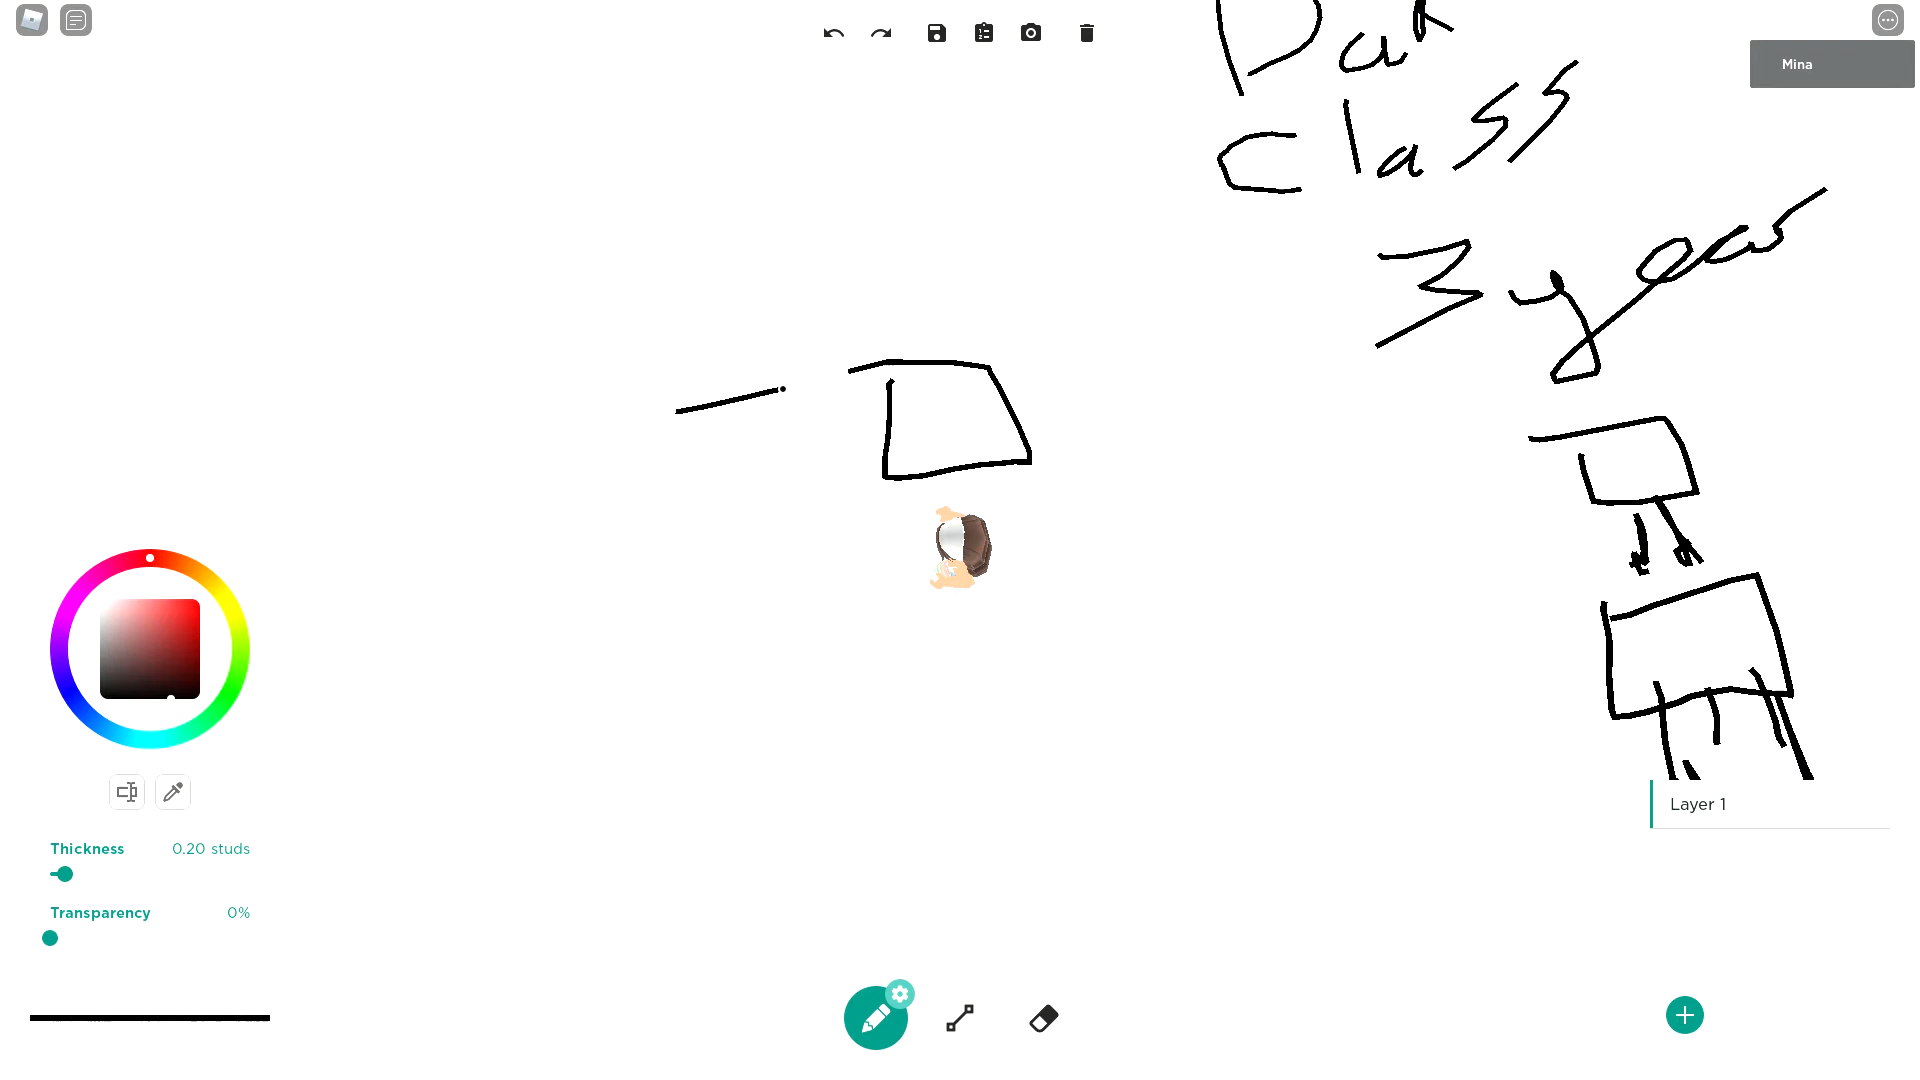 Mina
class
3 year
Layer 1
Thickness 0.20 studs
Transparency 0%